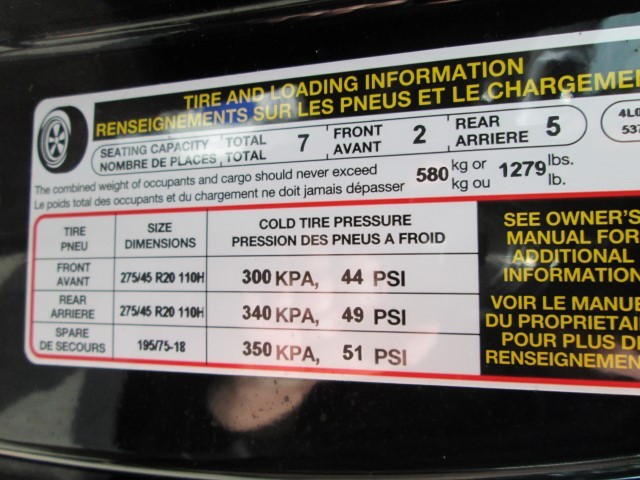 TIRE AND LOADING INFORMATION
RENSEIGNEMENTS SUR LES PNEUS ET LE CHARGEME
SEATING CAPACITY TOTAL 7 FRONT 2 REAR 5
NOMBRE DE PLACES TOTAL AVANT ARRIERE
4L0
537
The combined weight of occupants and cargo should never exceed 580 kg or 1279 lbs.
Le poids total des occupants et du chargement ne doit jamais dépasser kg ou lb.
TIRE SIZE COLD TIRE PRESSURE
PNEU DIMENSIONS PRESSION DES PNEUS A FROID
FRONT
AVANT 275/45 R20 110H 300 KPA, 44 PSI
REAR
ARRIERE 275/45 R20 110H 340 KPA, 49 PSI
SPARE
DE SECOURS 195/75-18 350 KPA, 51 PSI
SEE OWNER'S
MANUAL FOR
ADDITIONAL
INFORMATION
VOIR LE MANUE
DU PROPRIETA
POUR PLUS D
RENSEIGNEMEN